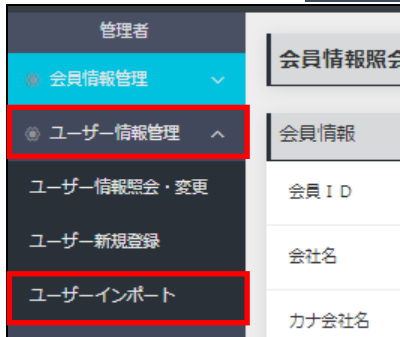 管理者
会員情報管理
ユーザー情報管理
ユーザー情報照会・変更
ユーザー新規登録
ユーザーインポート
会員情報照会
会員情報
会員ＩＤ
会社名
カナ会社名